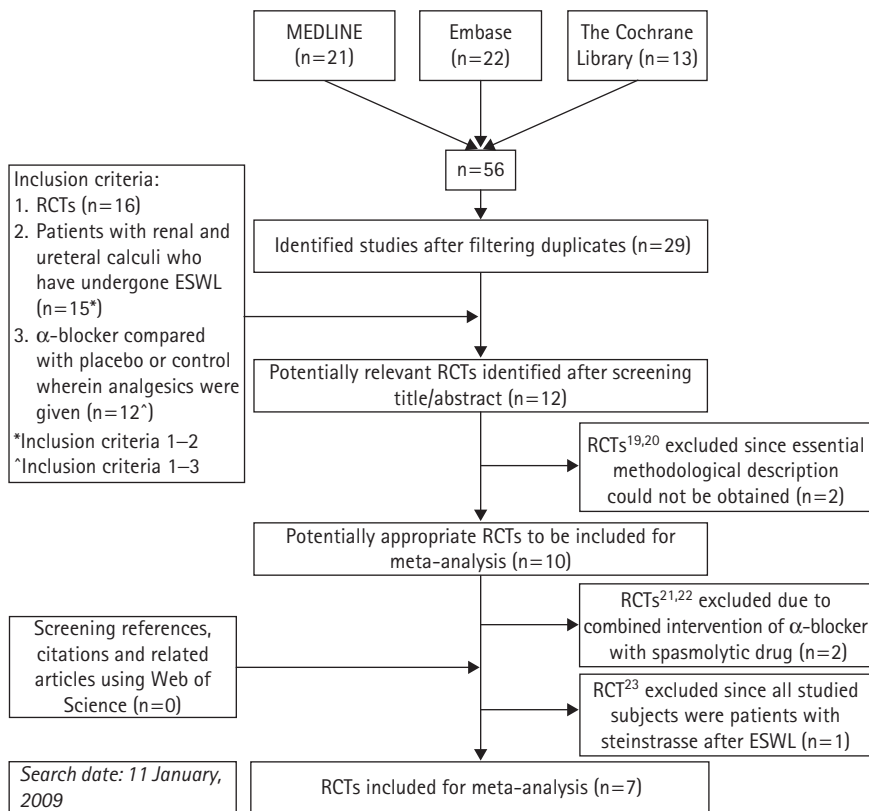 MEDLINE
(n=21)
Embase
(n=22)
The Cochrane
Library (n=13)
n=56
Inclusion criteria:
1. RCTs (n=16)
2. Patients with renal and
ureteral calculi who
have undergone ESWL
(n=15*)
3. α-blocker compared
with placebo or control
wherein analgesics were
given (n=12^)
*Inclusion criteria 1–2
^Inclusion criteria 1–3
Identified studies after filtering duplicates (n=29)
Potentially relevant RCTs identified after screening
title/abstract (n=12)
RCTs19,20 excluded since essential
methodological description
could not be obtained (n=2)
Potentially appropriate RCTs to be included for
meta-analysis (n=10)
RCTs21,22 excluded due to
combined intervention of α-blocker
with spasmolytic drug (n=2)
Screening references,
citations and related
articles using Web of
Science (n=0)
RCT23 excluded since all studied
subjects were patients with
steinstrasse after ESWL (n=1)
Search date: 11 January,
2009
RCTs included for meta-analysis (n=7)